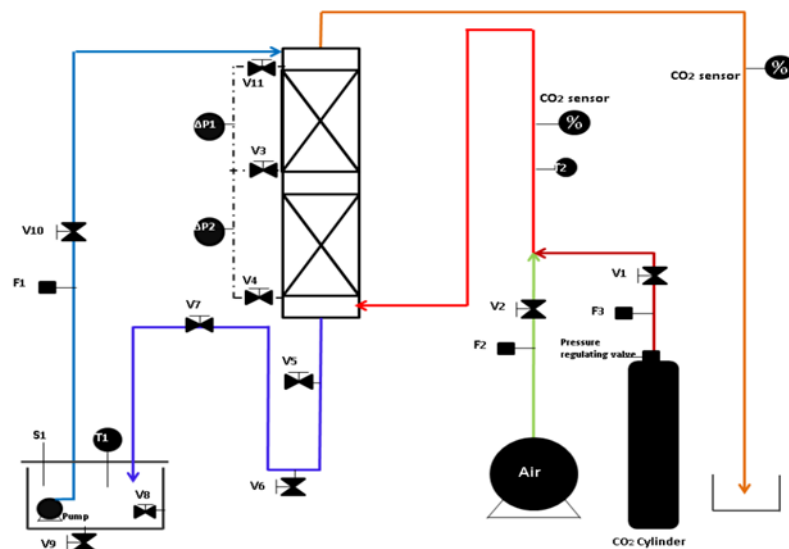 %
CO2 sensor
V11
CO2 sensor
ΔP1
%
V3
T2
ΔP2
V10
V4
V1
F1
V7
V2
F3
F2
Pressure
regulating valve
V5
S1
T1
Air
V6
V8
Pump
V9
CO2 Cylinder